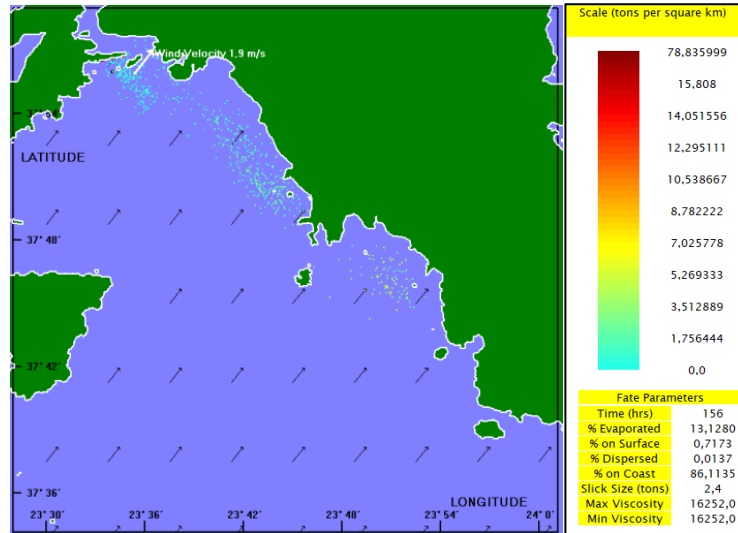 Wind Velocity 1,9 m/s
LATITUDE
37° 48'
37° 42'
37° 36'
LONGITUDE
23° 30' 23° 36' 23° 42' 23° 48' 23° 54' 24° 0'
Scale (tons per square km)
78,835999
15,808
14,051556
12,295111
10,538667
8,782222
7,025778
5,269333
3,512889
1,756444
0,0
Fate Parameters
Time (hrs) 156
% Evaporated 13,1280
% on Surface 0,7173
% Dispersed 0,0137
% on Coast 86,1135
Slick Size (tons) 2,4
Max Viscosity 16252,0
Min Viscosity 16252,0